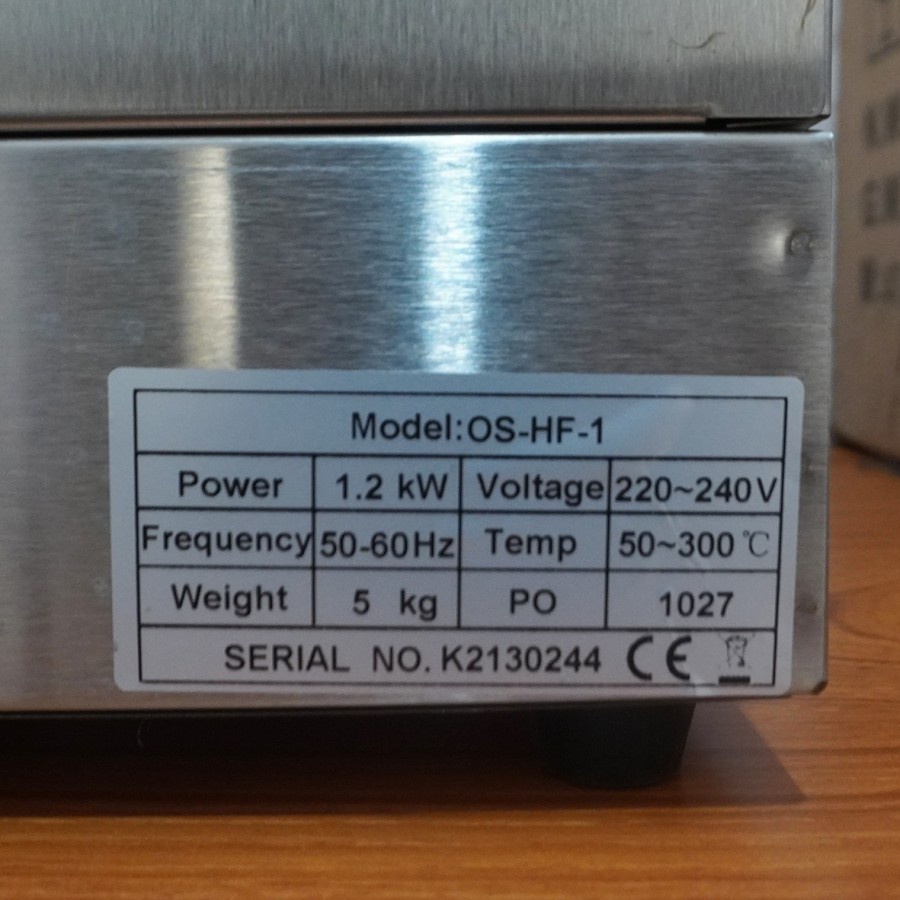 Model:OS-HF-1
Power 1.2 kW Voltage 220~240V
Frequency 50-60Hz Temp 50~300 ℃
Weight 5 kg PO 1027
SERIAL NO. K2130244 CE